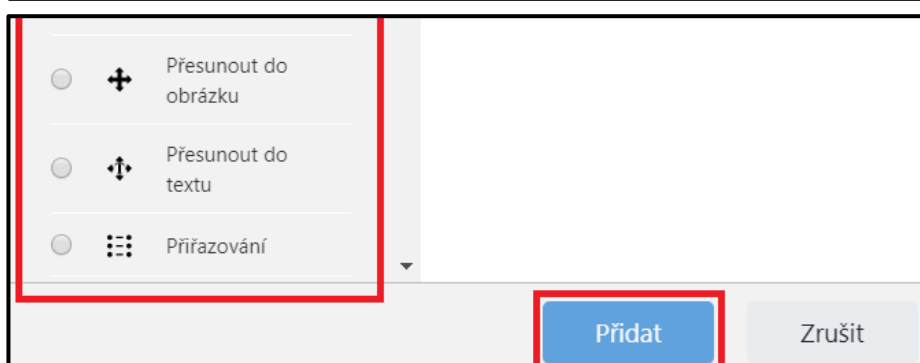 Přesunout do
obrázku
Přesunout do
textu
Přiřazování
Přidat
Zrušit